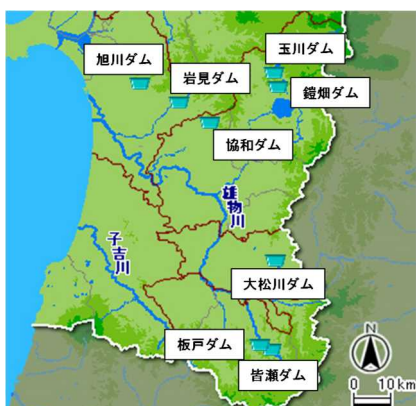 玉川ダム
旭川ダム
岩見ダム
鎧畑ダム
協和ダム
雄物川
子吉川
大松川ダム
板戸ダム
皆瀬ダム
N
0 10km